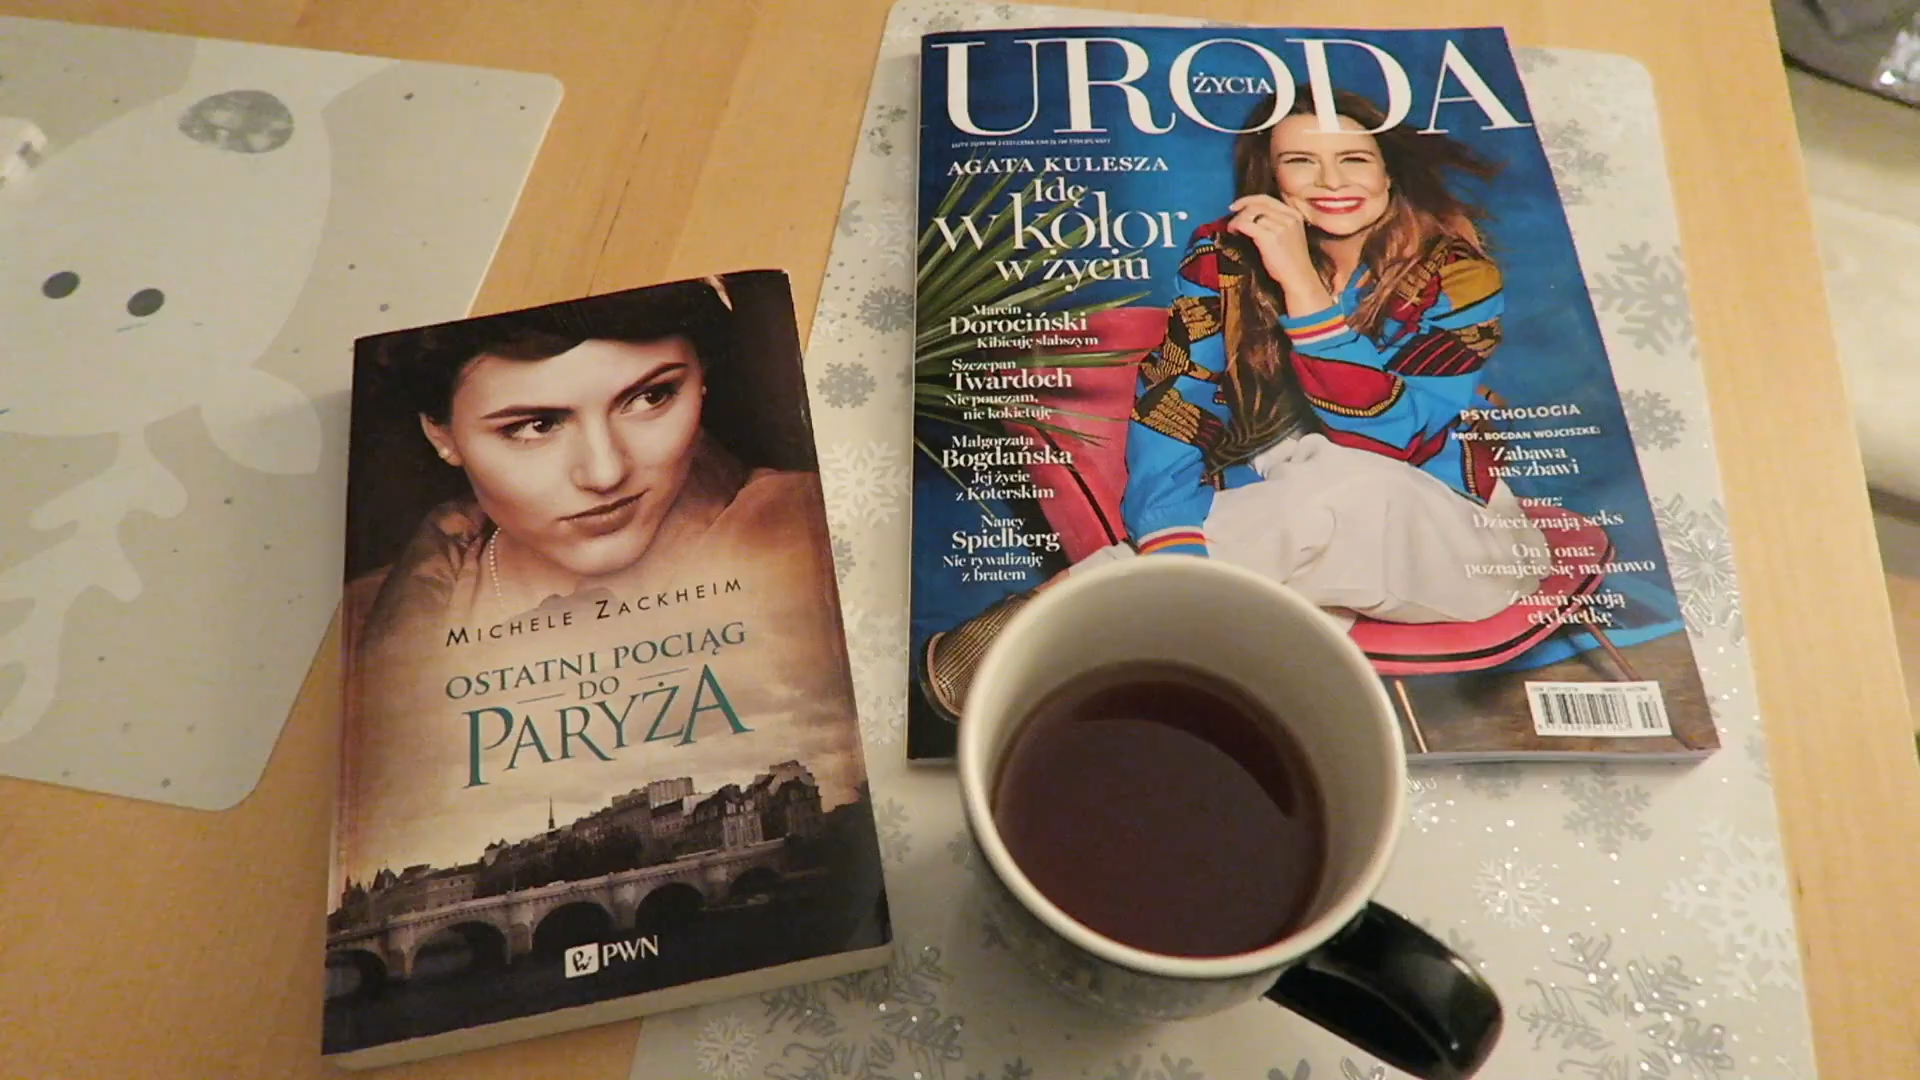 MICHELE ZACKHEIM
OSTATNI POCIĄG
DO
PARYŻA
PWN
URODA
ŻYCIA
AGATA KULESZA
Idę
w kolor
w życiu
Marcin
Dorociński
Kibicuję słabszym
Szczepan
Twardoch
Nie pouczam,
nie kokietuję
Małgorzata
Bogdańska
Jej życie
z Koterskim
Nancy
Spielberg
Nie rywalizuję
z bratem
PSYCHOLOGIA
PROF. BOGDAN WOJCISZKE:
Zabawa
nas zbawi
oraz
Dzieci znają seks
On i ona:
poznajcie się na nowo
Zmień swoją
etykietkę